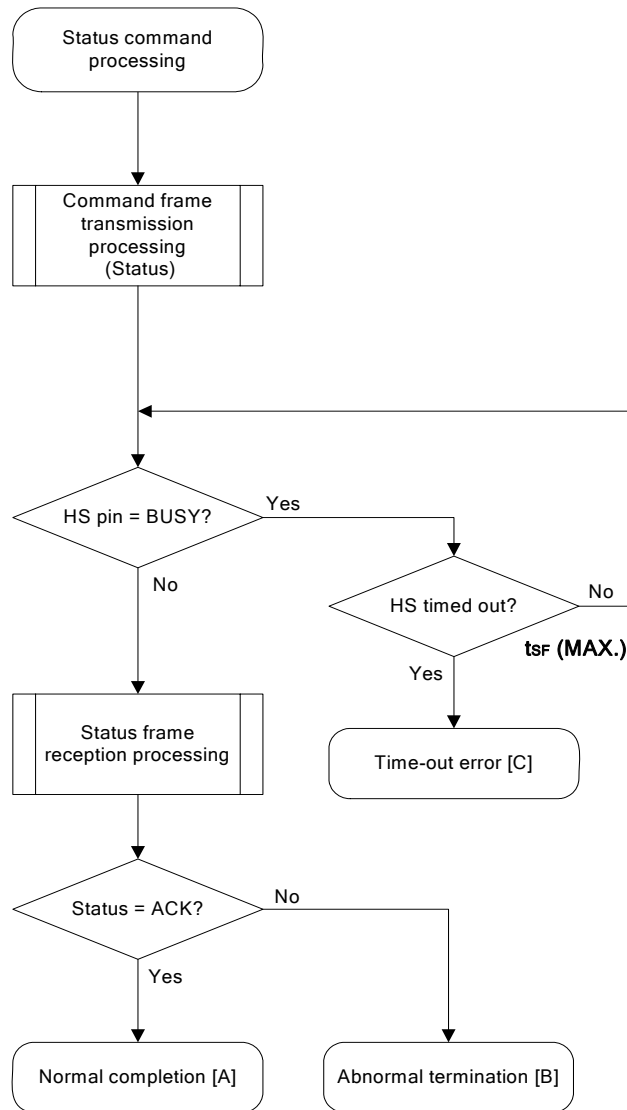 Status command
processing
Command frame
transmission
processing
(Status)
HS pin = BUSY?
Yes
No
HS timed out?
No
tSF (MAX.)
Yes
Status frame
reception processing
Time-out error [C]
Status = ACK?
No
Yes
Normal completion [A]
Abnormal termination [B]